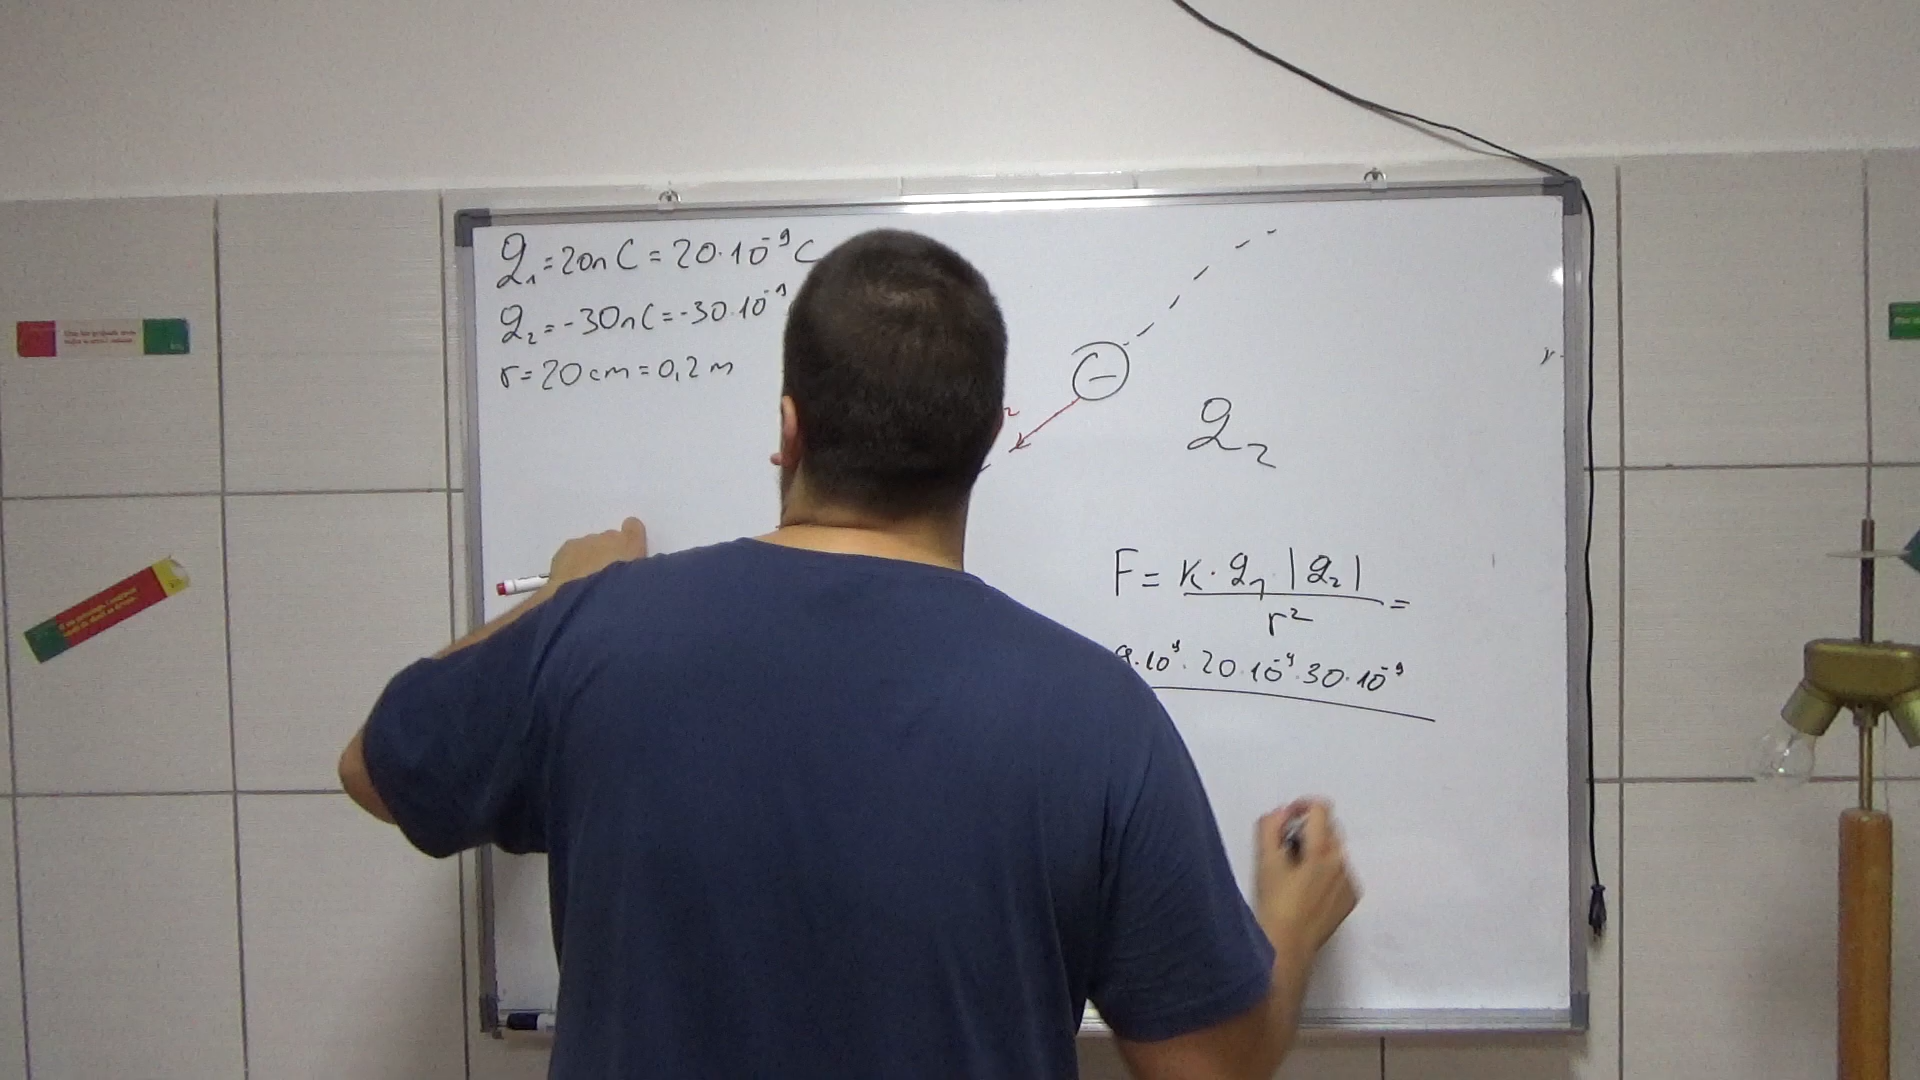 q₁ = 20nC = 20·10⁻⁹C
q₂ = -30nC = -30·10⁻⁹
r = 20cm = 0,2m
−
q₂
F = k·q₁·|q₂| =
r²
9·10⁹·20·10⁻⁹·30·10⁻⁹